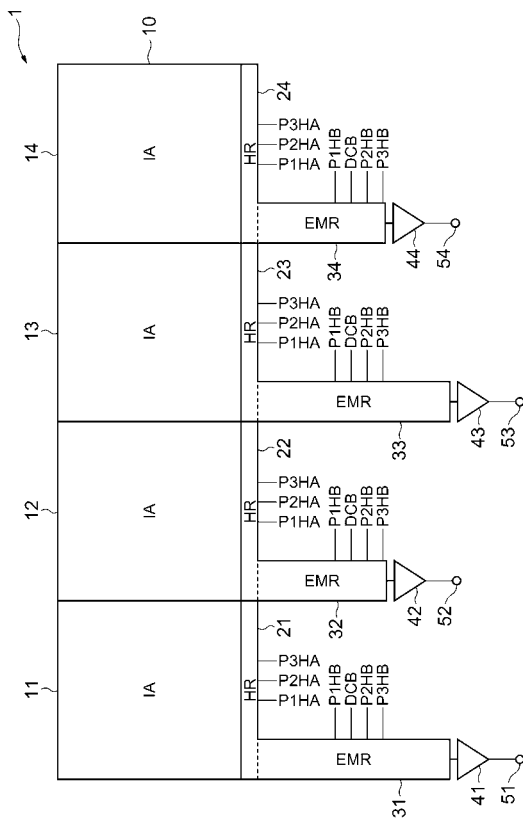 1
10
14
13
12
11
IA
IA
IA
IA
HR
HR
HR
HR
24
23
22
21
P3HA
P2HA
P1HA
P3HA
P2HA
P1HA
P3HA
P2HA
P1HA
P3HA
P2HA
P1HA
P1HB
DCB
P2HB
P3HB
P1HB
DCB
P2HB
P3HB
P1HB
DCB
P2HB
P3HB
P1HB
DCB
P2HB
P3HB
EMR
EMR
EMR
EMR
34
33
32
31
44
43
42
41
54
53
52
51